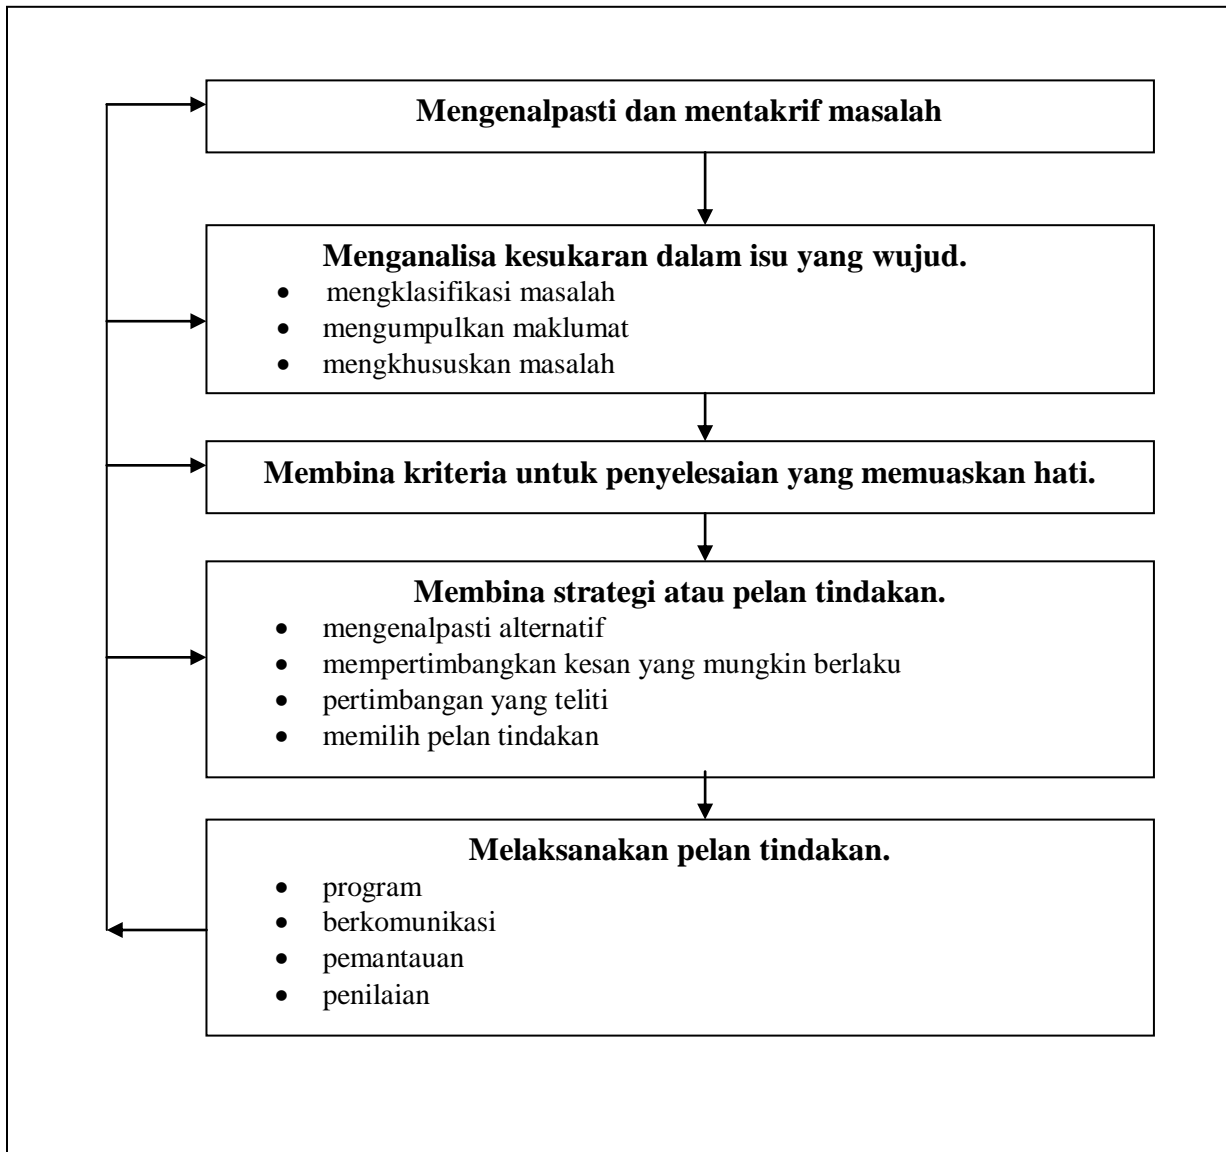 Mengenalpasti dan mentakrif masalah
Menganalisa kesukaran dalam isu yang wujud.
• mengklasifikasi masalah
• mengumpulkan maklumat
• mengkhususkan masalah
Membina kriteria untuk penyelesaian yang memuaskan hati.
Membina strategi atau pelan tindakan.
• mengenalpasti alternatif
• mempertimbangkan kesan yang mungkin berlaku
• pertimbangan yang teliti
• memilih pelan tindakan
Melaksanakan pelan tindakan.
• program
• berkomunikasi
• pemantauan
• penilaian